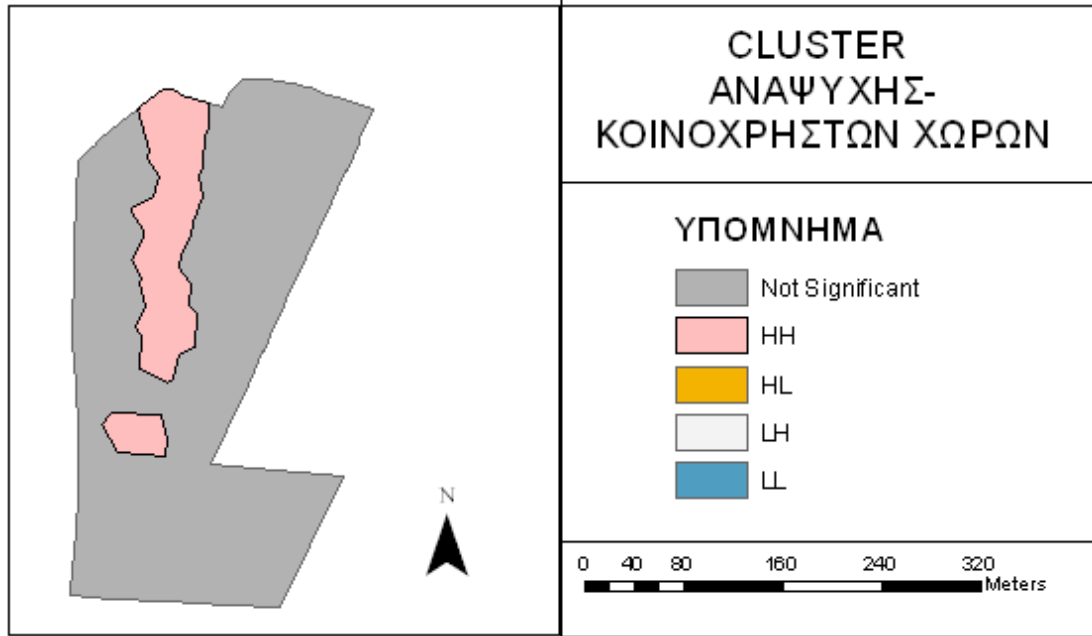 CLUSTER
ΑΝΑΨΥΧΗΣ-
ΚΟΙΝΟΧΡΗΣΤΩΝ ΧΩΡΩΝ
ΥΠΟΜΝΗΜΑ
Not Significant
HH
HL
LH
LL
N
0 40 80 160 240 320
Meters